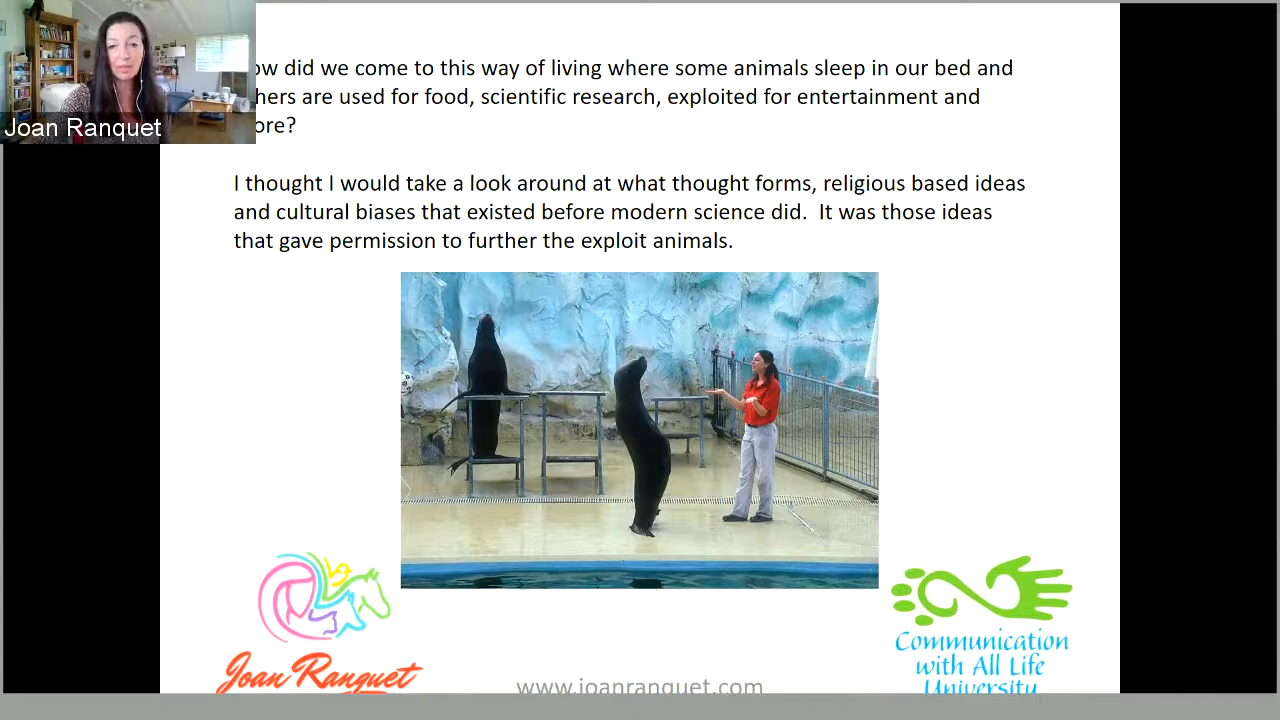 ow did we come to this way of living where some animals sleep in our bed and
hers are used for food, scientific research, exploited for entertainment and
Joan Ranquet
ore?
I thought I would take a look around at what thought forms, religious based ideas
and cultural biases that existed before modern science did.  It was those ideas
that gave permission to further the exploit animals.
Joan Ranquet
Communication
with All Life
University
www.joanranquet.com